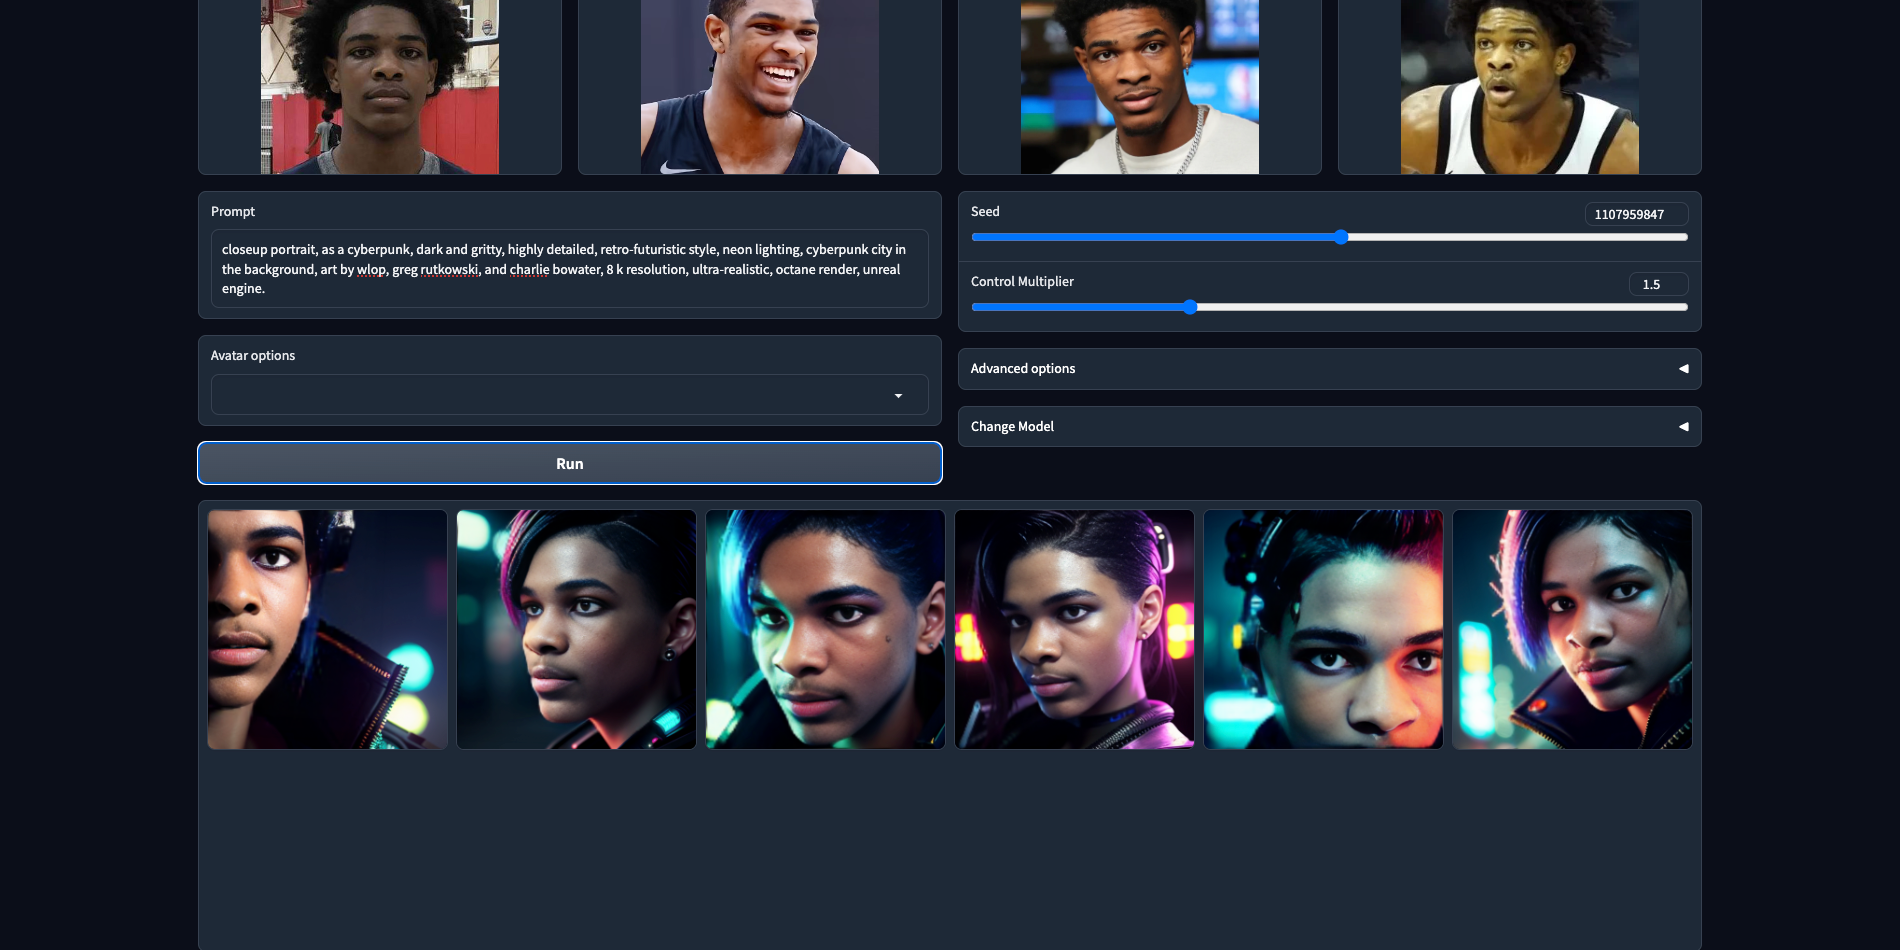 Prompt
closeup portrait, as a cyberpunk, dark and gritty, highly detailed, retro-futuristic style, neon lighting, cyberpunk city in
the background, art by wlop, greg rutkowski, and charlie bowater, 8 k resolution, ultra-realistic, octane render, unreal
engine.
Avatar options
Run
Seed
1107959847
Control Multiplier
1.5
Advanced options
Change Model